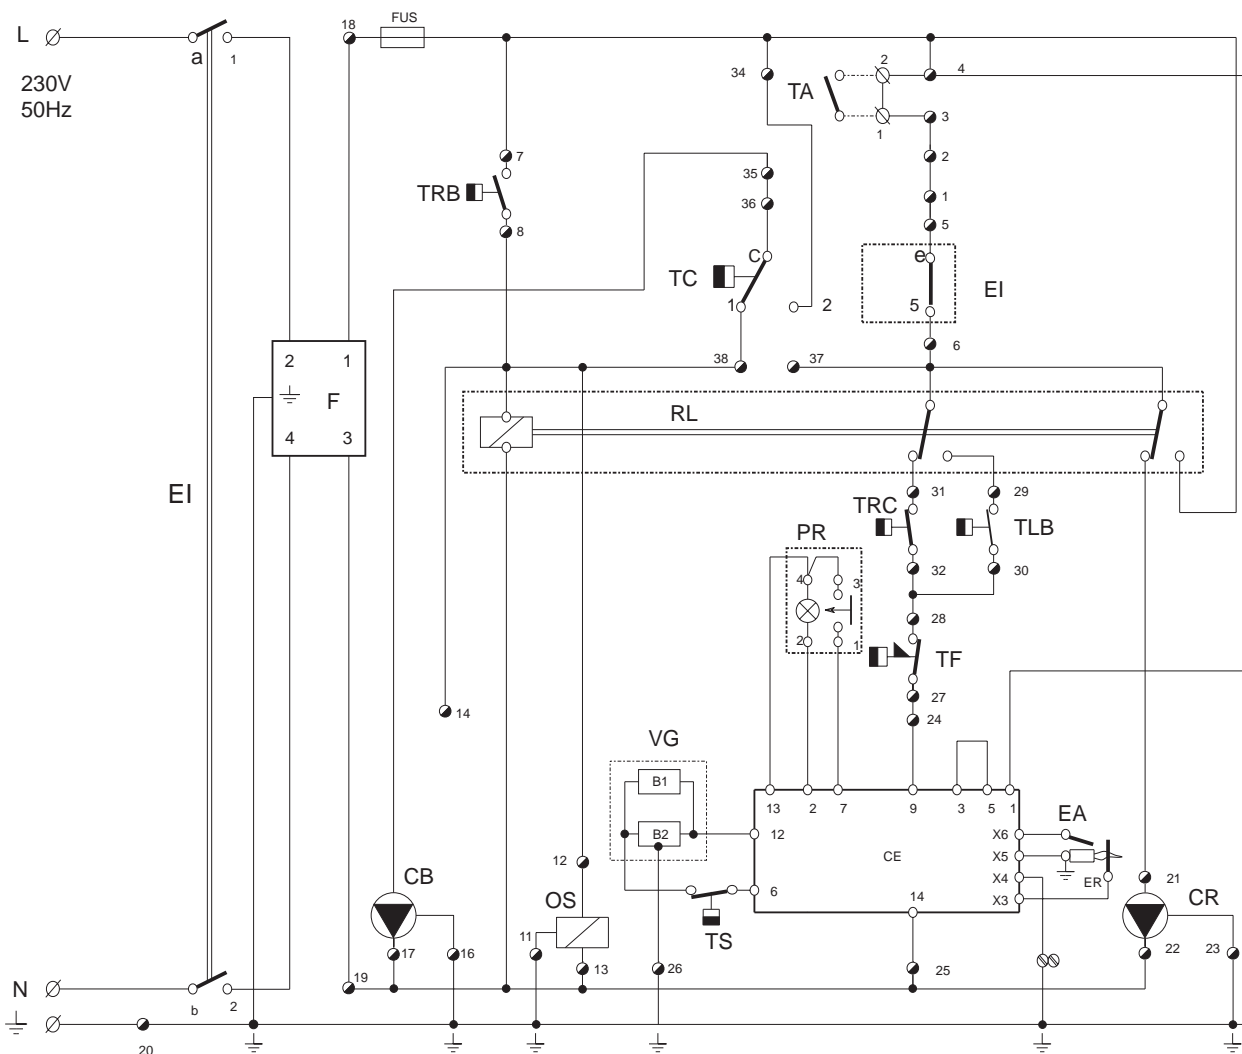 18 FUS
L
a 1
230V
50Hz
34
2
4
TA
1
3
7
2
35
TRB
36
1
8
5
C
e
TC
1
2
5
EI
6
38
37
2 1
F
4 3
RL
EI
31
29
TRC
TLB
PR
4
3
32
30
28
2
1
TF
27
14
24
VG
B1
13 2 7 9 3 5 1
B2
12
X6
EA
CE
X5
12
X4
ER
21
CB
6
14
X3
OS
CR
TS
11
17
16
13
26
25
22
23
19
N
b
2
20